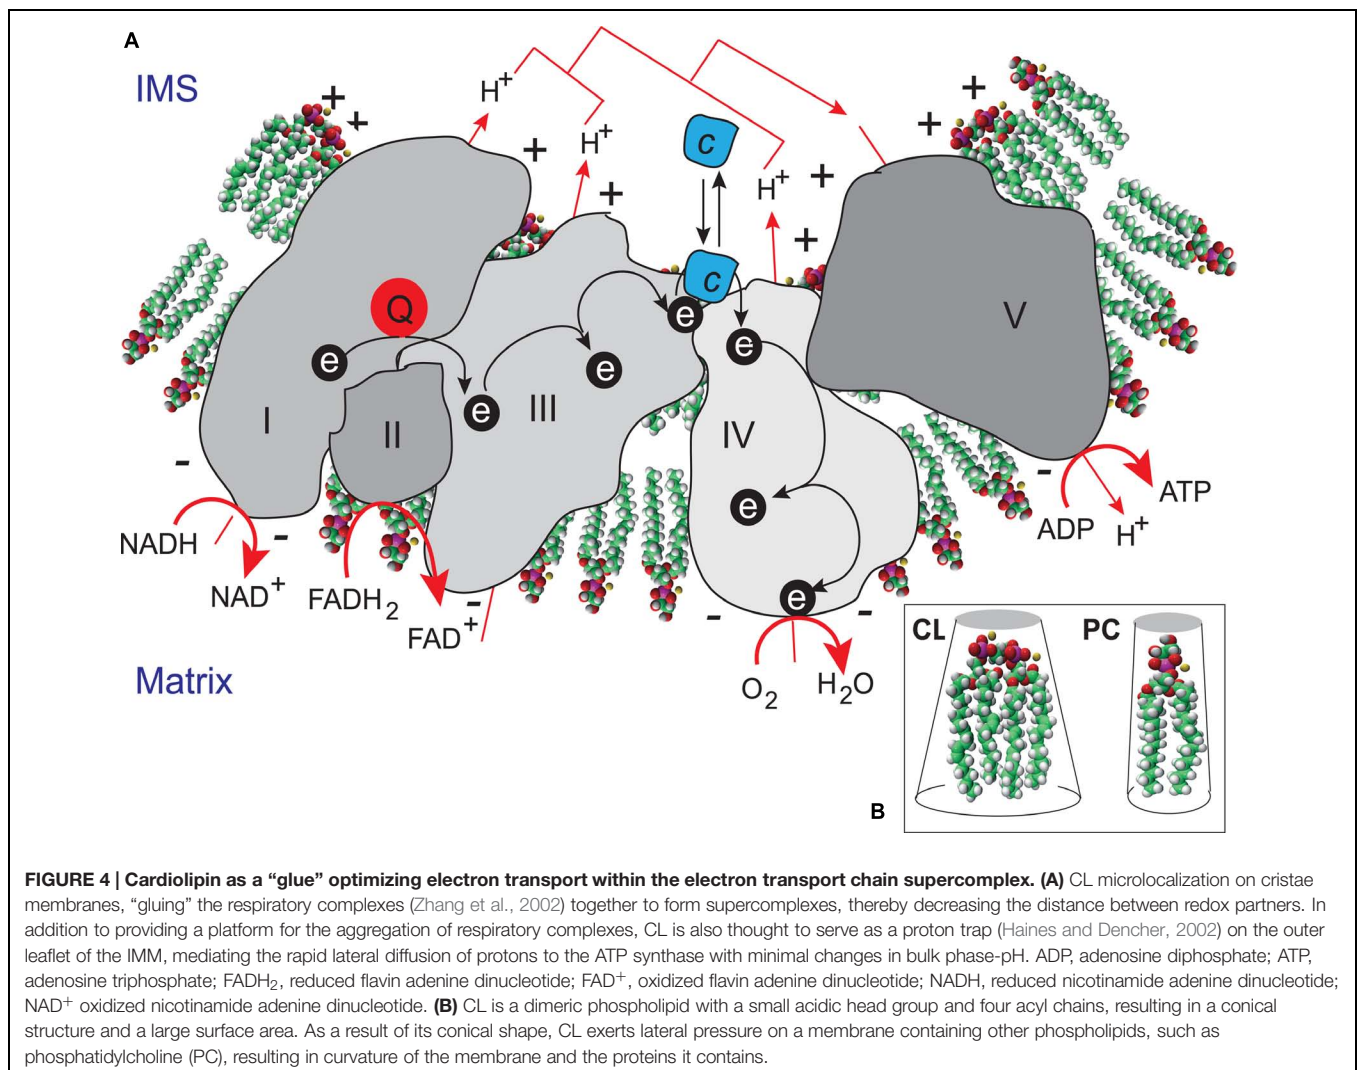 A
IMS
+
+
H+
+
H+
+
c
H+
+
+
+
+
c
Q
e
e
e
e
e
I
II
III
IV
V
e
e
-
-
-
-
-
-
NADH
NAD+
FADH2
FAD+
O2
H2O
ADP
H+
ATP
Matrix
CL
PC
B
FIGURE 4 | Cardiolipin as a “glue” optimizing electron transport within the electron transport chain supercomplex. (A) CL microlocalization on cristae
membranes, “gluing” the respiratory complexes (Zhang et al., 2002) together to form supercomplexes, thereby decreasing the distance between redox partners. In
addition to providing a platform for the aggregation of respiratory complexes, CL is also thought to serve as a proton trap (Haines and Dencher, 2002) on the outer
leaflet of the IMM, mediating the rapid lateral diffusion of protons to the ATP synthase with minimal changes in bulk phase-pH. ADP, adenosine diphosphate; ATP,
adenosine triphosphate; FADH2, reduced flavin adenine dinucleotide; FAD+, oxidized flavin adenine dinucleotide; NADH, reduced nicotinamide adenine dinucleotide;
NAD+ oxidized nicotinamide adenine dinucleotide. (B) CL is a dimeric phospholipid with a small acidic head group and four acyl chains, resulting in a conical
structure and a large surface area. As a result of its conical shape, CL exerts lateral pressure on a membrane containing other phospholipids, such as
phosphatidylcholine (PC), resulting in curvature of the membrane and the proteins it contains.